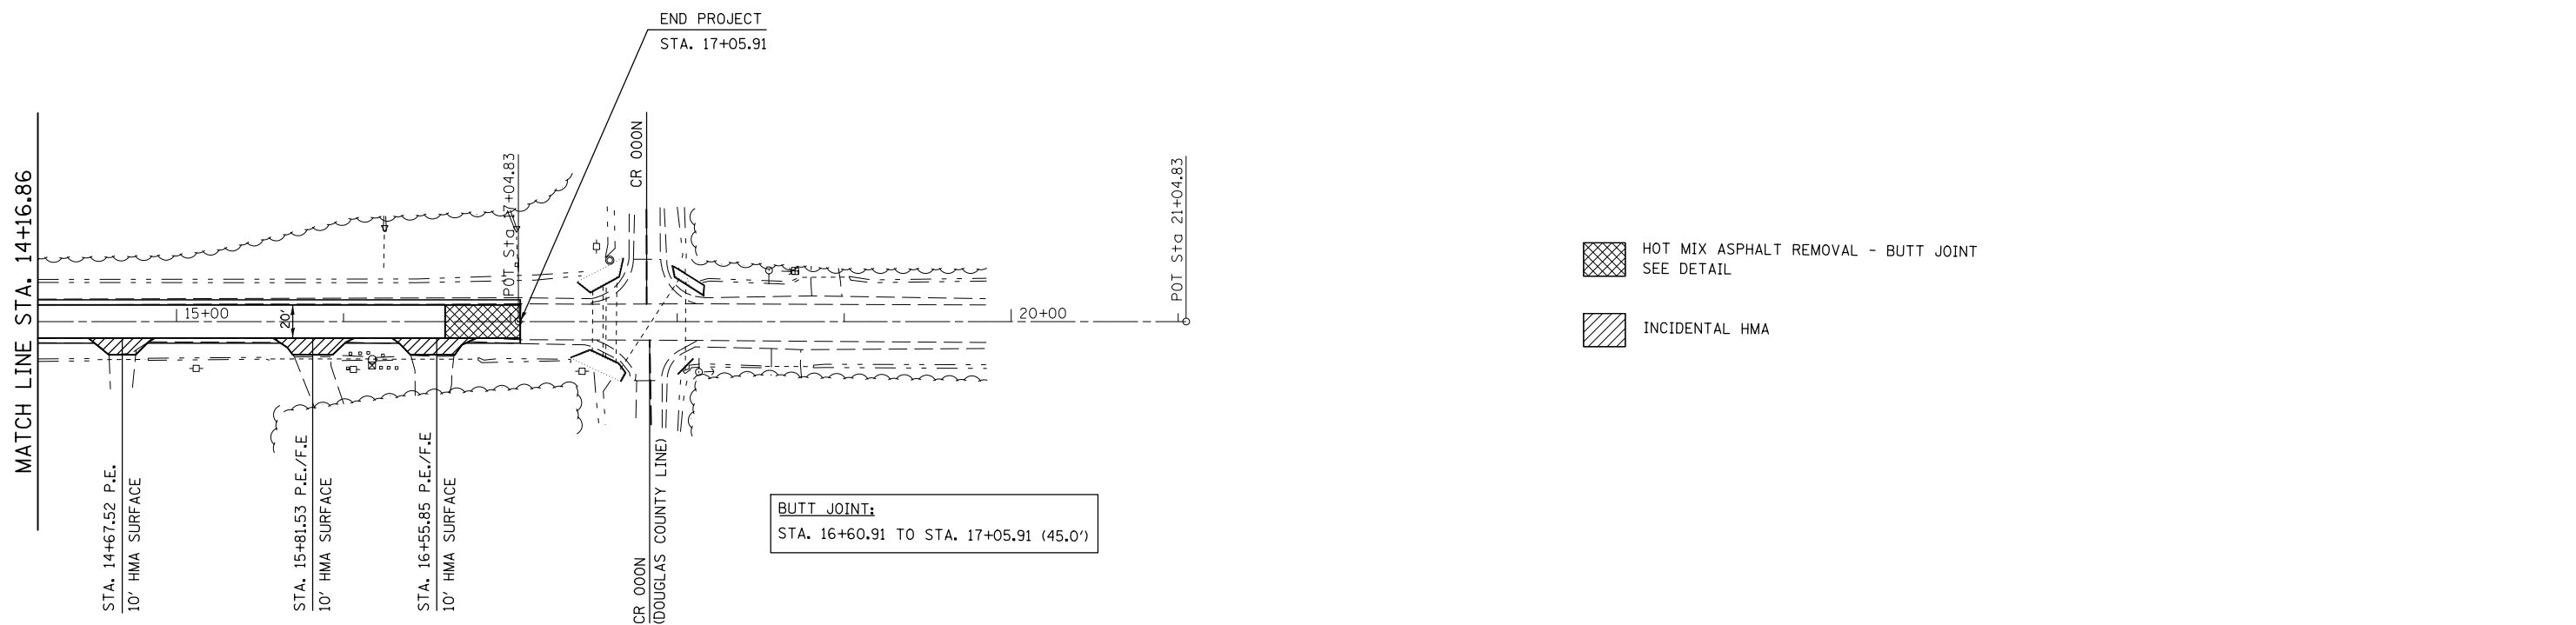 END PROJECT
STA. 17+05.91
MATCH LINE STA. 14+16.86
POT Sta 17+04.83
CR 000N
POT Sta 21+04.83
15+00
20'
20+00
HOT MIX ASPHALT REMOVAL - BUTT JOINT
SEE DETAIL
INCIDENTAL HMA
STA. 14+67.52 P.E.
10' HMA SURFACE
STA. 15+81.53 P.E./F.E
10' HMA SURFACE
STA. 16+55.85 P.E./F.E
10' HMA SURFACE
CR 000N
(DOUGLAS COUNTY LINE)
BUTT JOINT:
STA. 16+60.91 TO STA. 17+05.91 (45.0')